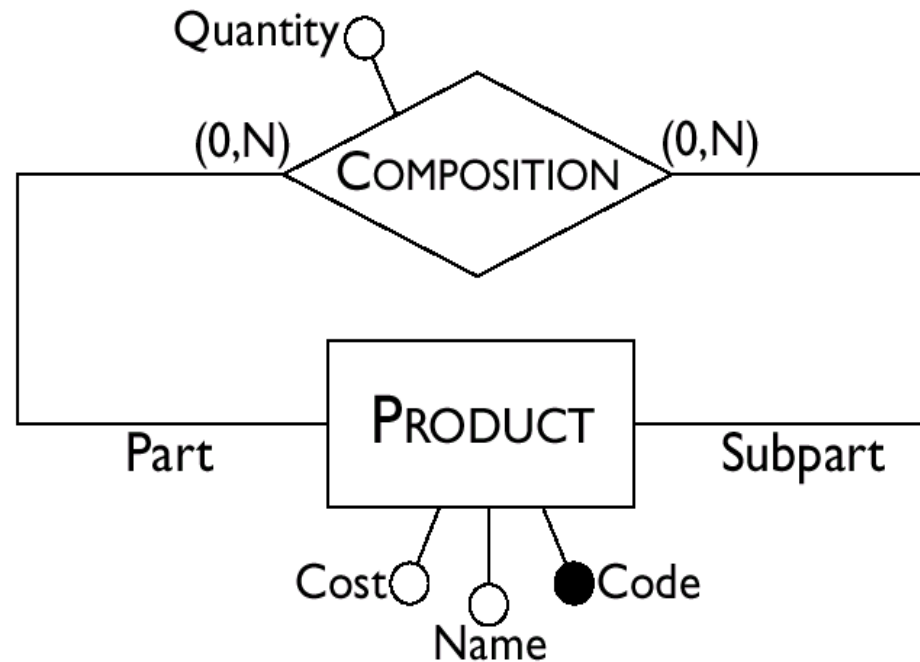 Quantity
(0,N)
COMPOSITION
(0,N)
PRODUCT
Part
Subpart
Cost
Code
Name